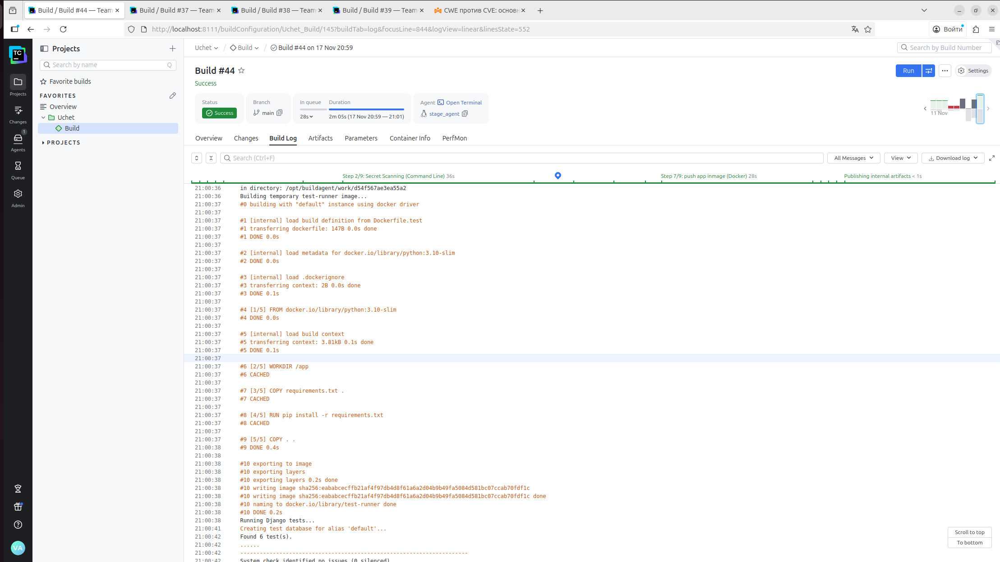 Build / Build #44 — Team
Build / Build #37 — Team
Build / Build #38 — Team
Build / Build #39 — Team
CWE против CVE: основн
http://localhost:8111/buildConfiguration/Uchet_Build/145?buildTab=log&focusLine=844&logView=linear&linesState=552
Войти
TC
Projects
Changes
1
Agents
Queue
Admin
VA
Projects
Search by name
Q
Favorite builds
FAVORITES
Overview
Uchet
Build
PROJECTS
Uchet / Build / Build #44 on 17 Nov 20:59
Search by Build Number
Build #44
Run
Settings
Success
Status
Success
Branch
main
In queue
28s
Duration
2m 05s (17 Nov 20:59 — 21:01)
Agent Open Terminal
stage_agent
11 Nov
Overview Changes Build Log Artifacts Parameters Container Info PerfMon
Search (Ctrl+F)
All Messages
View
Download log
Step 2/9: Secret Scanning (Command Line) 36s
Step 7/9: push app inmage (Docker) 28s
Publishing internal artifacts < 1s
21:00:36 in directory: /opt/buildagent/work/d54f567ae3ea55a2
21:00:36 Building temporary test-runner image...
21:00:37 #0 building with "default" instance using docker driver
21:00:37
21:00:37 #1 [internal] load build definition from Dockerfile.test
21:00:37 #1 transferring dockerfile: 147B 0.0s done
21:00:37 #1 DONE 0.0s
21:00:37
21:00:37 #2 [internal] load metadata for docker.io/library/python:3.10-slim
21:00:37 #2 DONE 0.0s
21:00:37
21:00:37 #3 [internal] load .dockerignore
21:00:37 #3 transferring context: 2B 0.0s done
21:00:37 #3 DONE 0.1s
21:00:37
21:00:37 #4 [1/5] FROM docker.io/library/python:3.10-slim
21:00:37 #4 DONE 0.0s
21:00:37
21:00:37 #5 [internal] load build context
21:00:37 #5 transferring context: 3.81kB 0.1s done
21:00:37 #5 DONE 0.1s
21:00:37
21:00:37 #6 [2/5] WORKDIR /app
21:00:37 #6 CACHED
21:00:37
21:00:37 #7 [3/5] COPY requirements.txt .
21:00:37 #7 CACHED
21:00:37
21:00:37 #8 [4/5] RUN pip install -r requirements.txt
21:00:37 #8 CACHED
21:00:37
21:00:37 #9 [5/5] COPY . .
21:00:38 #9 DONE 0.4s
21:00:38
21:00:38 #10 exporting to image
21:00:38 #10 exporting layers
21:00:38 #10 exporting layers 0.2s done
21:00:38 #10 writing image sha256:eababcecffb21af4f97db4d8f61a6a2d04b9b49fa5084d581bc07ccab70fdf1c
21:00:38 #10 writing image sha256:eababcecffb21af4f97db4d8f61a6a2d04b9b49fa5084d581bc07ccab70fdf1c done
21:00:38 #10 naming to docker.io/library/test-runner done
21:00:38 #10 DONE 0.2s
21:00:38 Running Django tests...
21:00:41 Creating test database for alias 'default'...
21:00:42 Found 6 test(s).
21:00:42 ......
21:00:42 ----------------------------------------------------------------------
21:00:42 System check identified no issues (0 silenced)
Scroll to top
To bottom